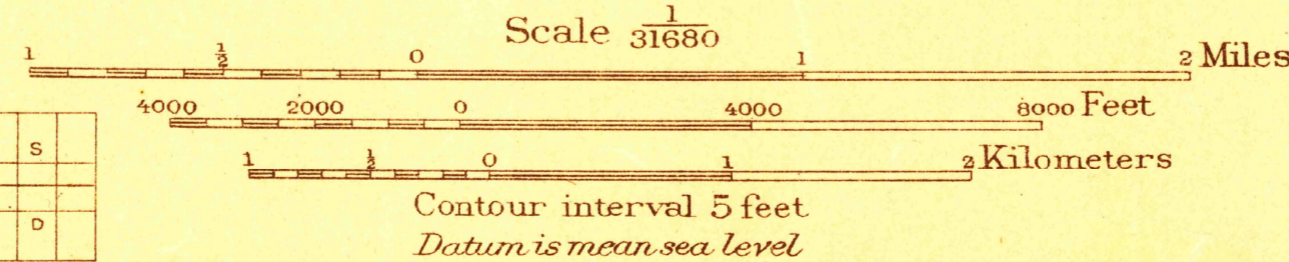 Scale 1/31680
1 ½ 0 1 2 Miles
4000 2000 0 4000 8000 Feet
S
1 ½ 0 1 2 Kilometers
Contour interval 5 feet
D
Datum is mean sea level